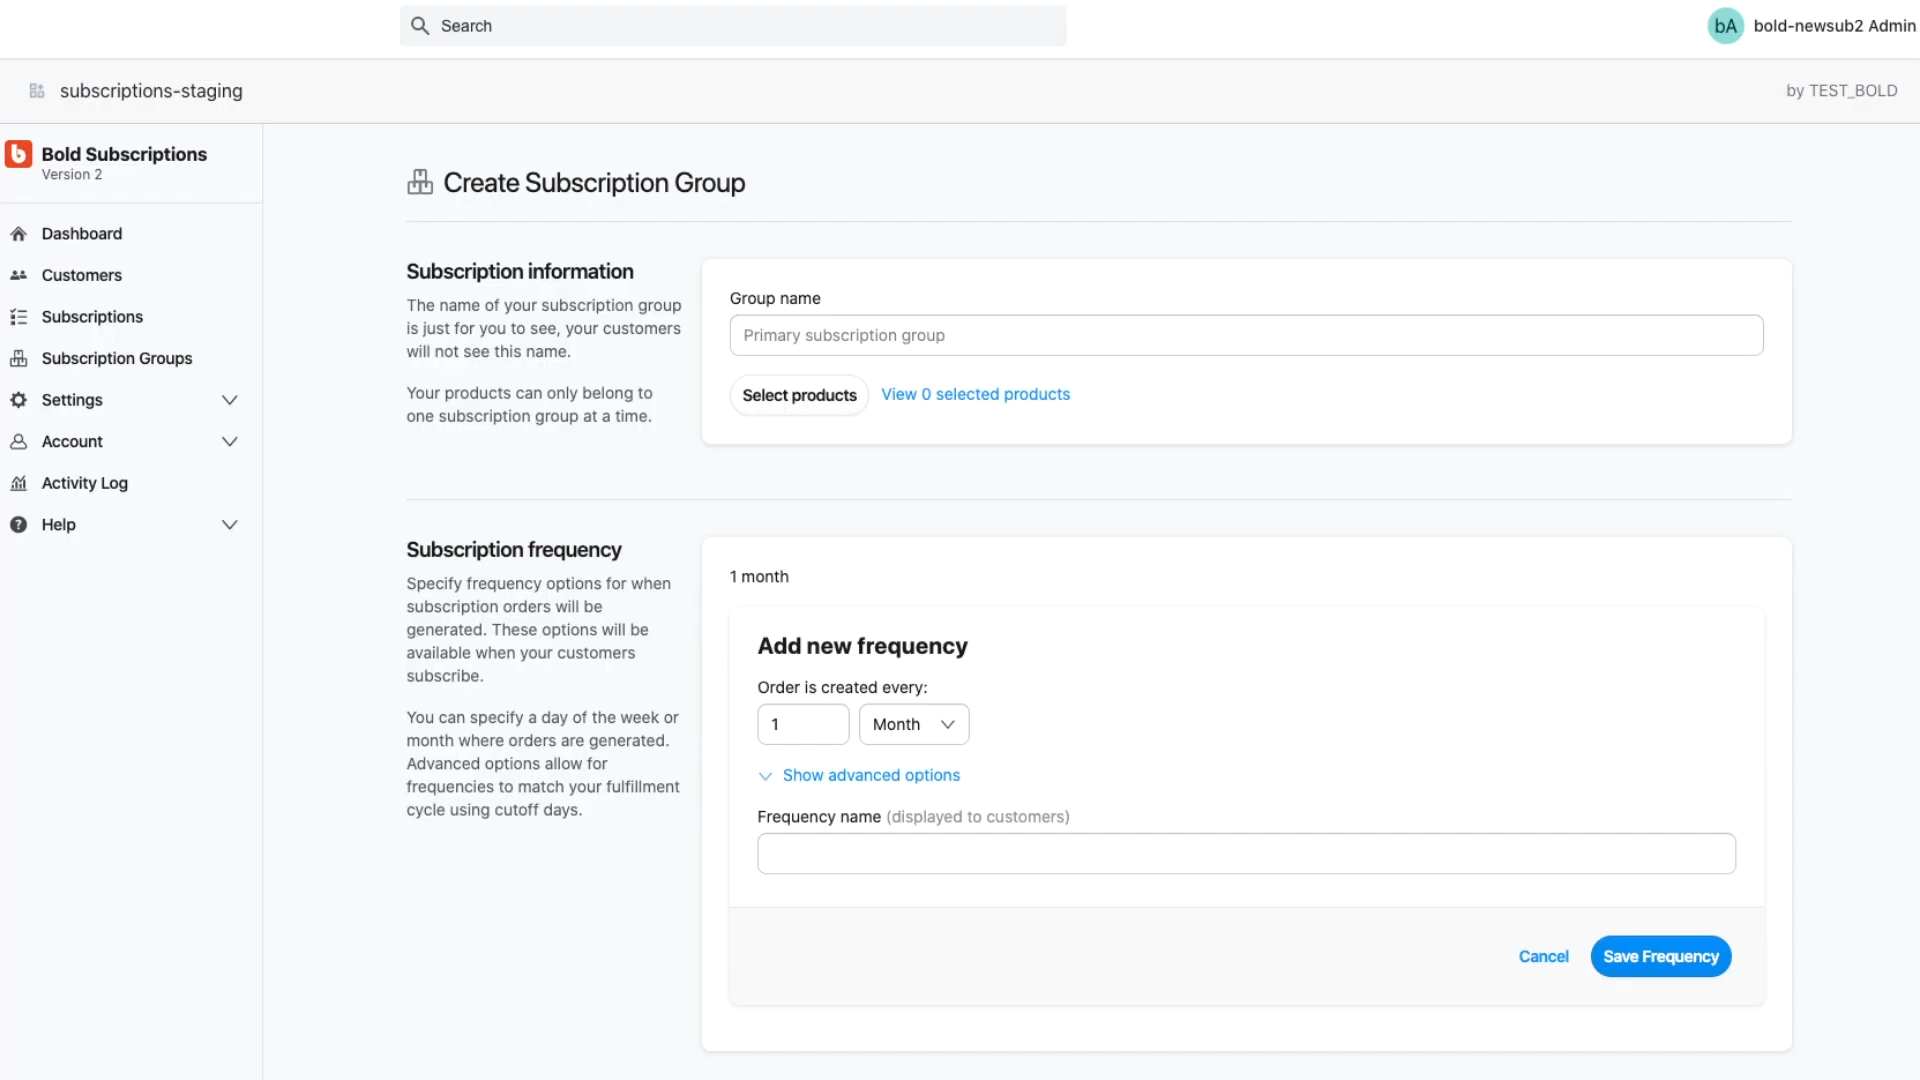 Search
bA bold-newsub2 Admin
subscriptions-staging
by TEST_BOLD
Bold Subscriptions
Version 2
Dashboard
Customers
Subscriptions
Subscription Groups
Settings
Account
Activity Log
Help
Create Subscription Group
Subscription information
The name of your subscription group
is just for you to see, your customers
will not see this name.
Your products can only belong to
one subscription group at a time.
Group name
Primary subscription group
Select products View 0 selected products
Subscription frequency
Specify frequency options for when
subscription orders will be
generated. These options will be
available when your customers
subscribe.
You can specify a day of the week or
month where orders are generated.
Advanced options allow for
frequencies to match your fulfillment
cycle using cutoff days.
1 month
Add new frequency
Order is created every:
1 Month
Show advanced options
Frequency name (displayed to customers)
Cancel Save Frequency